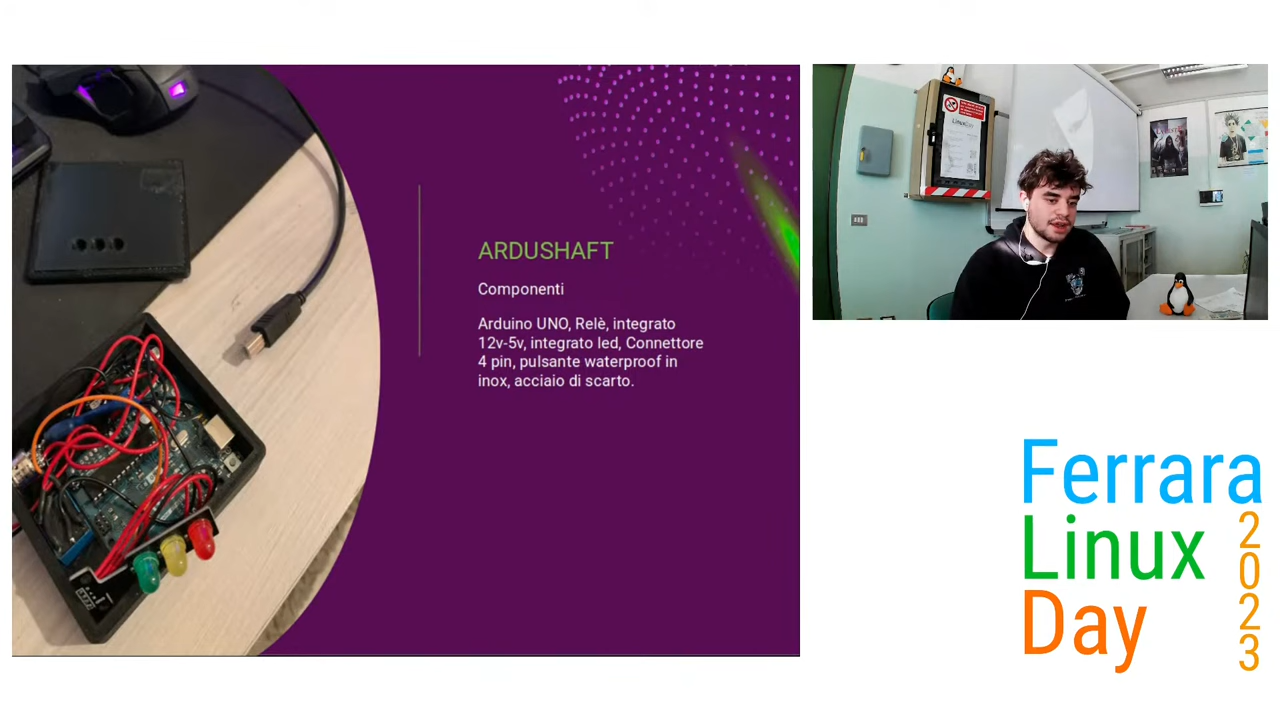 ARDUSHAFT
Componenti
Arduino UNO, Relè, integrato
12v-5v, integrato led, Connettore
4 pin, pulsante waterproof in
inox, acciaio di scarto.
Ferrara
Linux
Day
2023